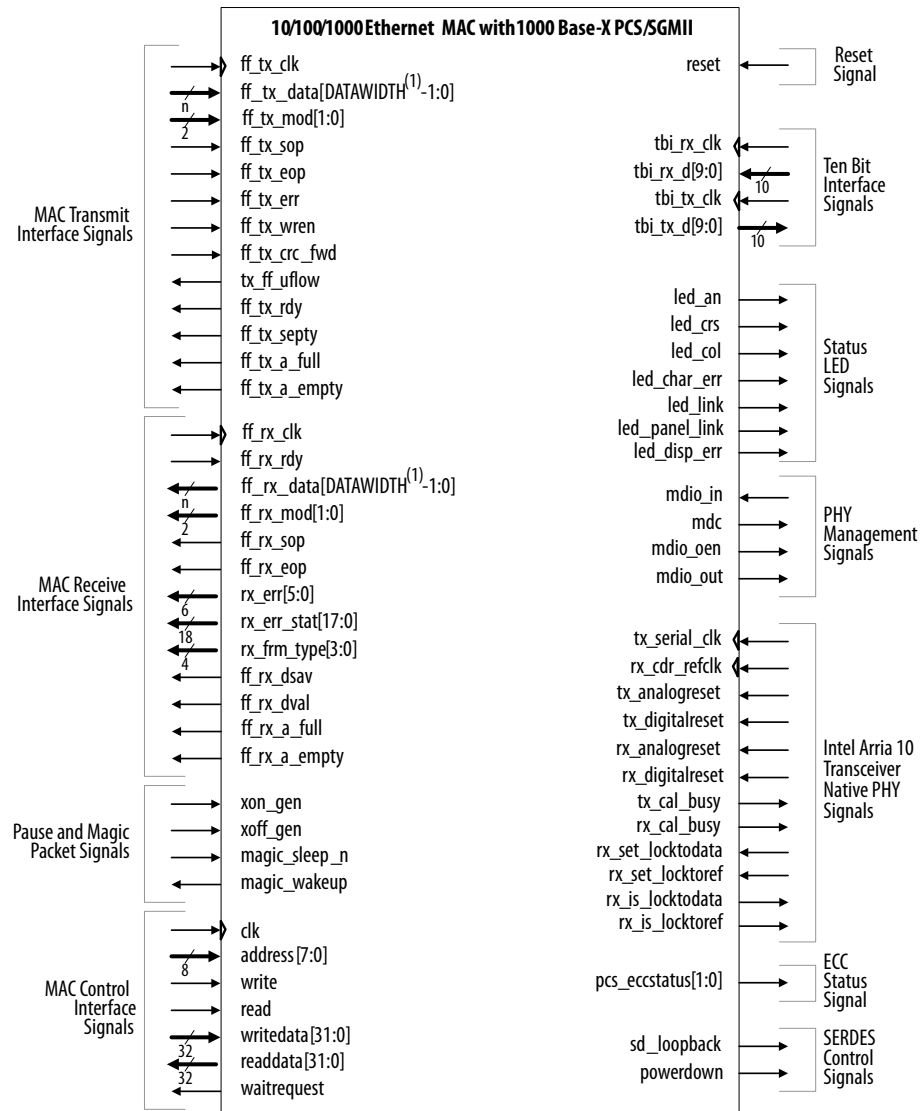 10/100/1000 Ethernet MAC with 1000 Base-X PCS/SGMII
MAC Transmit
Interface Signals
ff_tx_clk
ff_tx_data[DATAWIDTH(1)-1:0]
n
ff_tx_mod[1:0]
2
ff_tx_sop
ff_tx_eop
ff_tx_err
ff_tx_wren
ff_tx_crc_fwd
tx_ff_uflow
ff_tx_rdy
ff_tx_septy
ff_tx_a_full
ff_tx_a_empty
MAC Receive
Interface Signals
ff_rx_clk
ff_rx_rdy
ff_rx_data[DATAWIDTH(1)-1:0]
n
ff_rx_mod[1:0]
2
ff_rx_sop
ff_rx_eop
rx_err[5:0]
6
rx_err_stat[17:0]
18
rx_frm_type[3:0]
4
ff_rx_dsav
ff_rx_dval
ff_rx_a_full
ff_rx_a_empty
Pause and Magic
Packet Signals
xon_gen
xoff_gen
magic_sleep_n
magic_wakeup
MAC Control
Interface
Signals
clk
address[7:0]
8
write
read
writedata[31:0]
32
readdata[31:0]
32
waitrequest
reset
Reset
Signal
tbi_rx_clk
tbi_rx_d[9:0]
10
tbi_tx_clk
tbi_tx_d[9:0]
10
Ten Bit
Interface
Signals
led_an
led_crs
led_col
led_char_err
led_link
led_panel_link
led_disp_err
Status
LED
Signals
mdio_in
mdc
mdio_oen
mdio_out
PHY
Management
Signals
tx_serial_clk
rx_cdr_refclk
tx_analogreset
tx_digitalreset
rx_analogreset
rx_digitalreset
tx_cal_busy
rx_cal_busy
rx_set_locktodata
rx_set_locktoref
rx_is_locktodata
rx_is_locktoref
Intel Arria 10
Transceiver
Native PHY
Signals
pcs_eccstatus[1:0]
ECC
Status
Signal
sd_loopback
powerdown
SERDES
Control
Signals